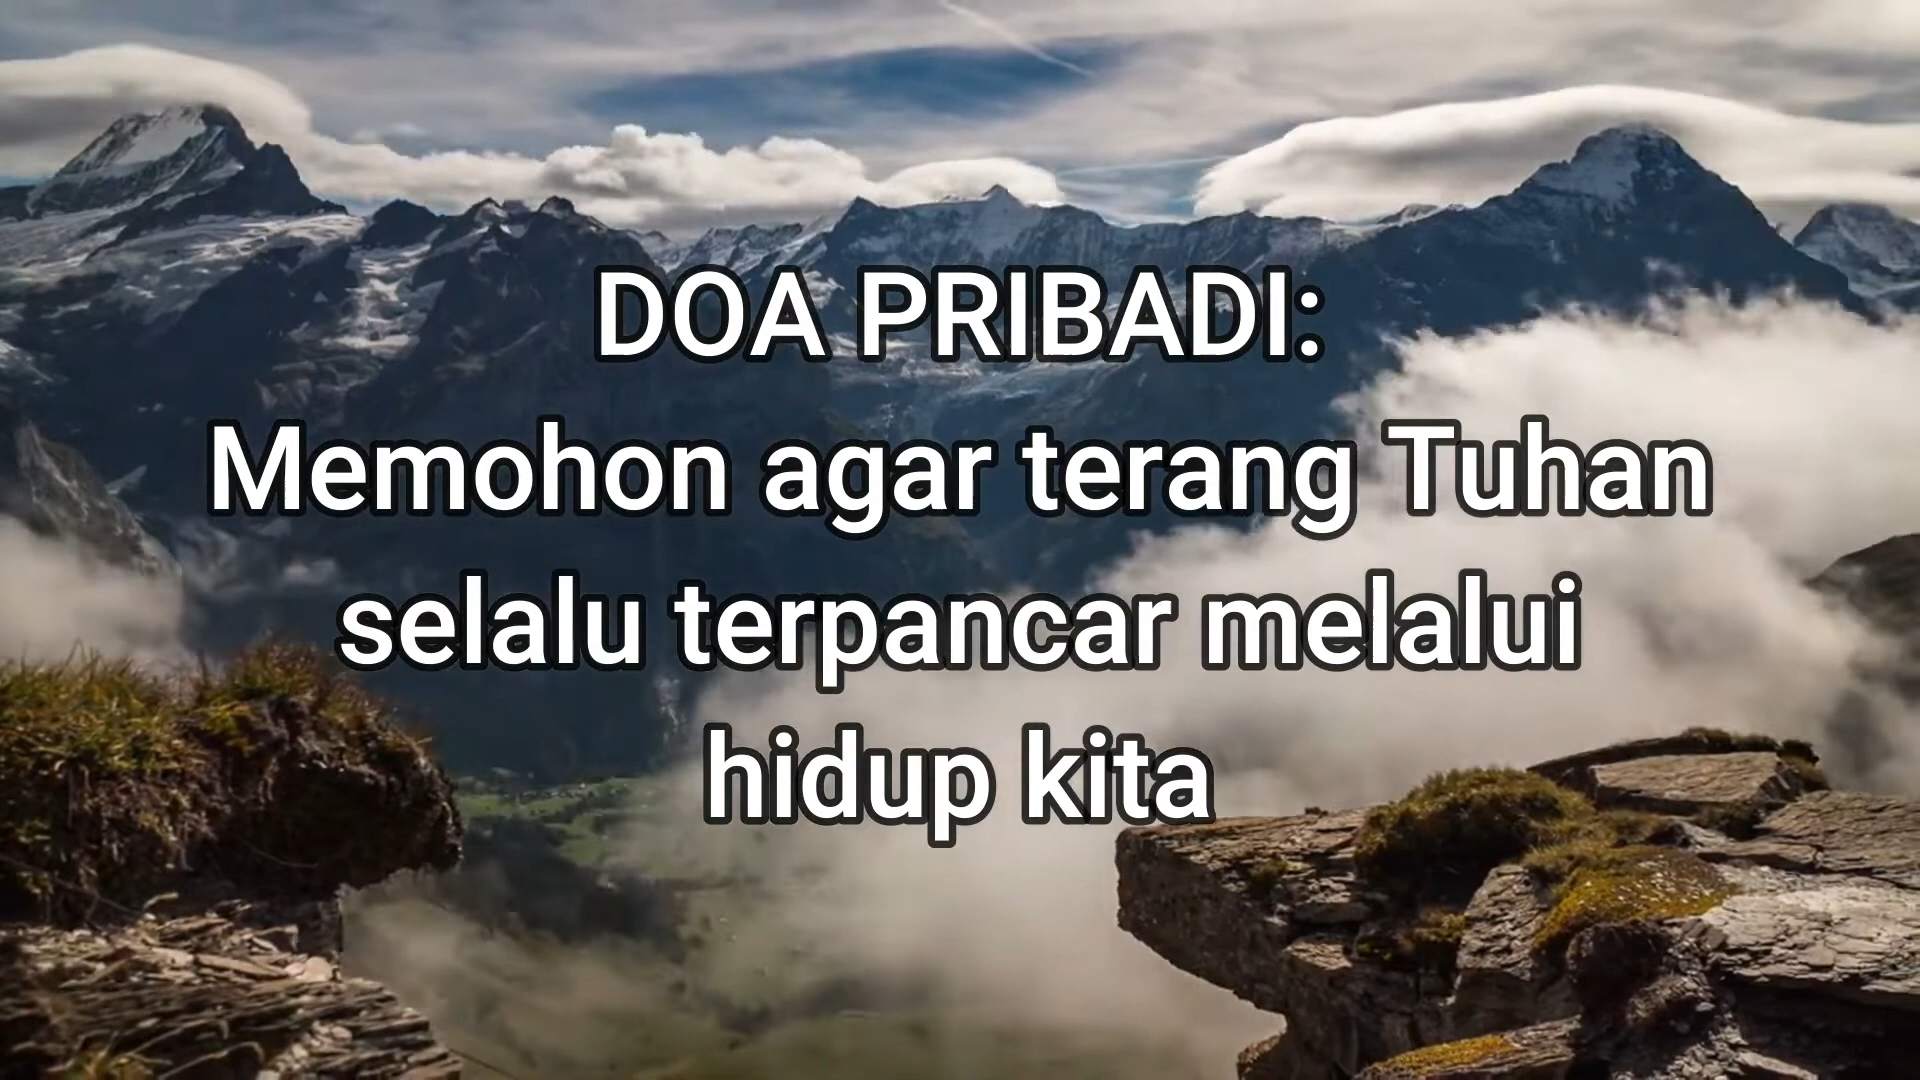 DOA PRIBADI:
Memohon agar terang Tuhan
selalu terpancar melalui
hidup kita